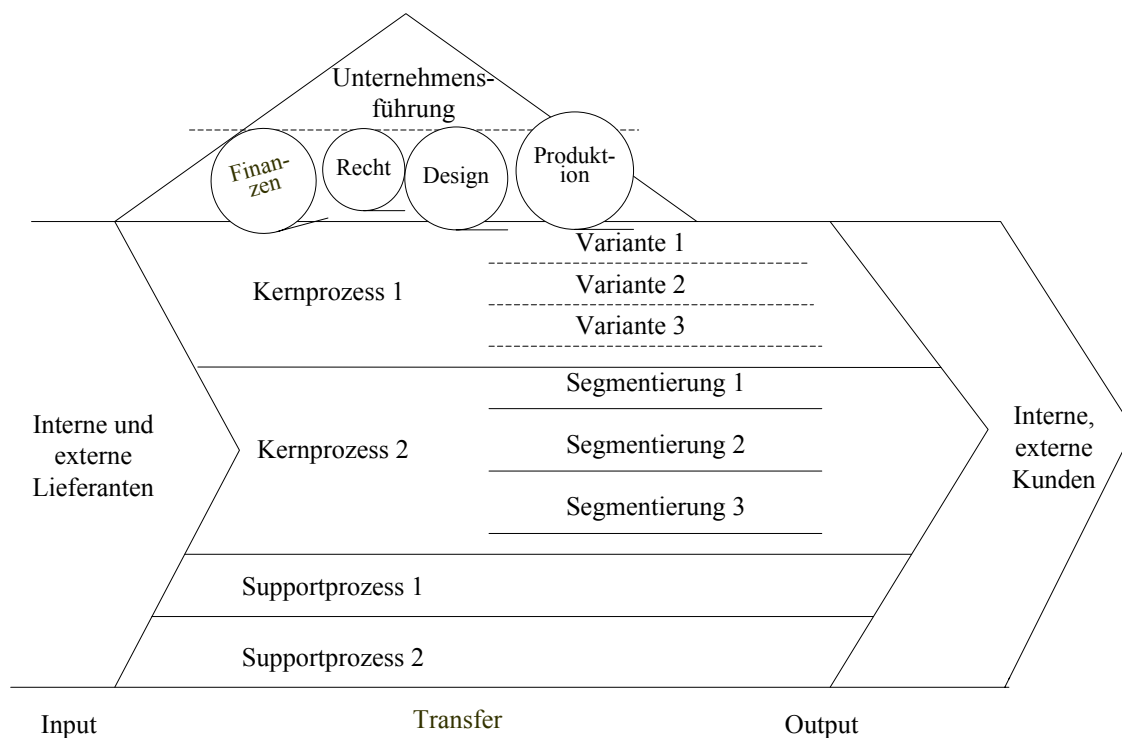 Unternehmens-
führung
Finan-
zen
Recht
Design
Produkt-
ion
Variante 1
Kernprozess 1
Variante 2
Variante 3
Segmentierung 1
Interne und
externe
Lieferanten
Kernprozess 2
Segmentierung 2
Segmentierung 3
Interne,
externe
Kunden
Supportprozess 1
Supportprozess 2
Input
Transfer
Output